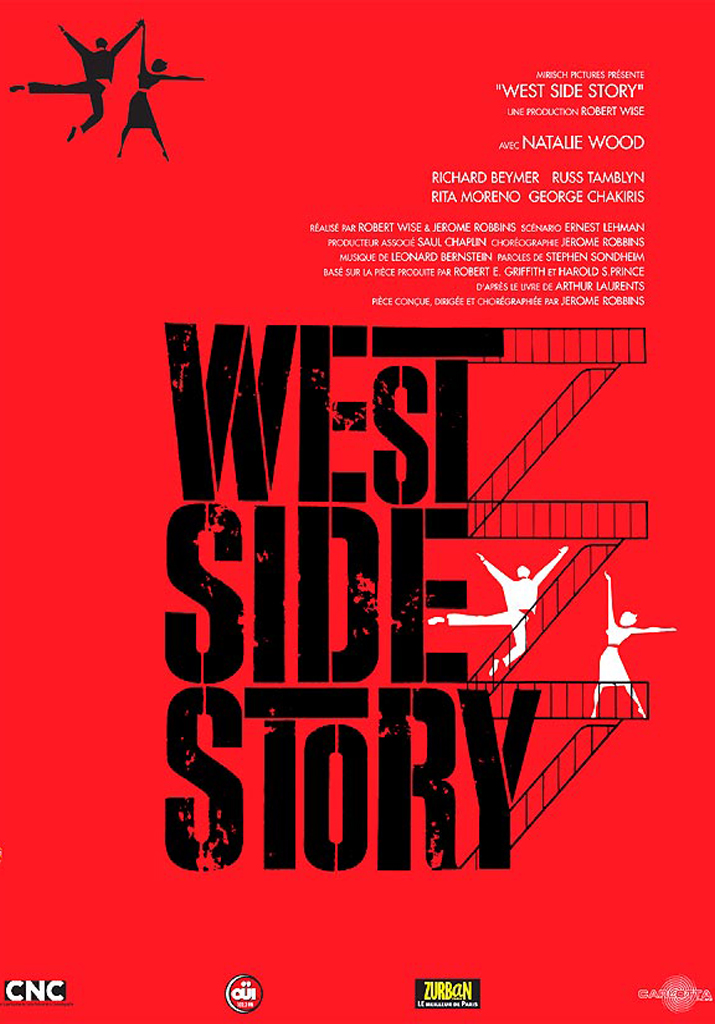 MIRISCH PICTURES PRÉSENTE
"WEST SIDE STORY"
UNE PRODUCTION ROBERT WISE
AVEC NATALIE WOOD
RICHARD BEYMER RUSS TAMBLYN
RITA MORENO GEORGE CHAKIRIS
RÉALISÉ PAR ROBERT WISE & JEROME ROBBINS SCÉNARIO ERNEST LEHMAN
PRODUCTEUR ASSOCIÉ SAUL CHAPLIN CHORÉOGRAPHIE JEROME ROBBINS
MUSIQUE DE LEONARD BERNSTEIN PAROLES DE STEPHEN SONDHEIM
BASÉ SUR LA PIÈCE PRODUITE PAR ROBERT E. GRIFFITH ET HAROLD S.PRINCE
D'APRÈS LE LIVRE DE ARTHUR LAURENTS
PIÈCE CONÇUE, DIRIGÉE ET CHORÉGRAPHIÉE PAR JEROME ROBBINS
WEST
SIDE
STORY
CNC
OÜI
ZURBAN
LE MEILLEUR DE PARIS
CARLOTTA